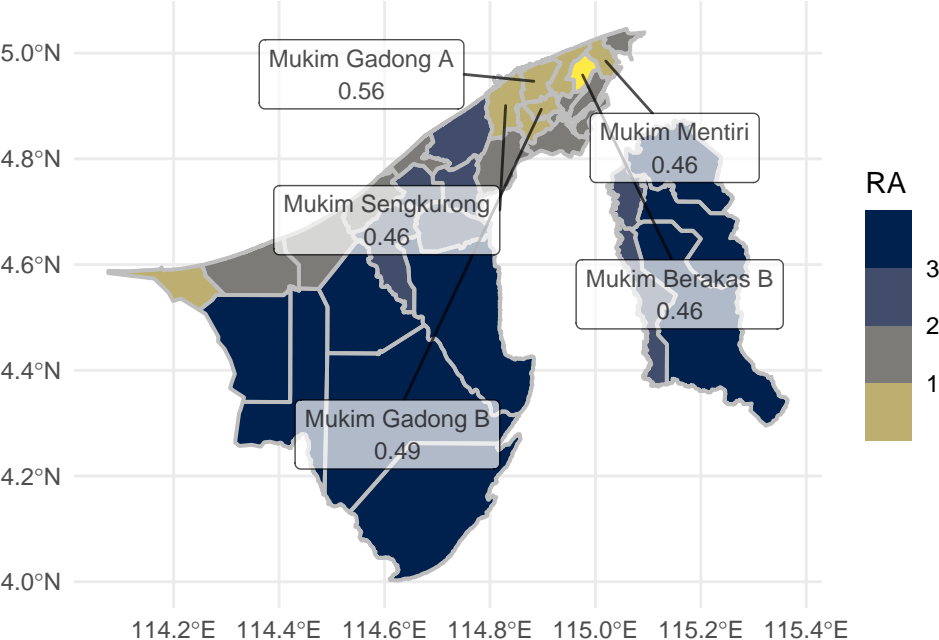 5.0°N
4.8°N
4.6°N
4.4°N
4.2°N
4.0°N
Mukim Gadong A
0.56
Mukim Mentiri
0.46
Mukim Sengkurong
0.46
Mukim Berakas B
0.46
Mukim Gadong B
0.49
114.2°E 114.4°E 114.6°E 114.8°E 115.0°E 115.2°E 115.4°E
RA
3
2
1